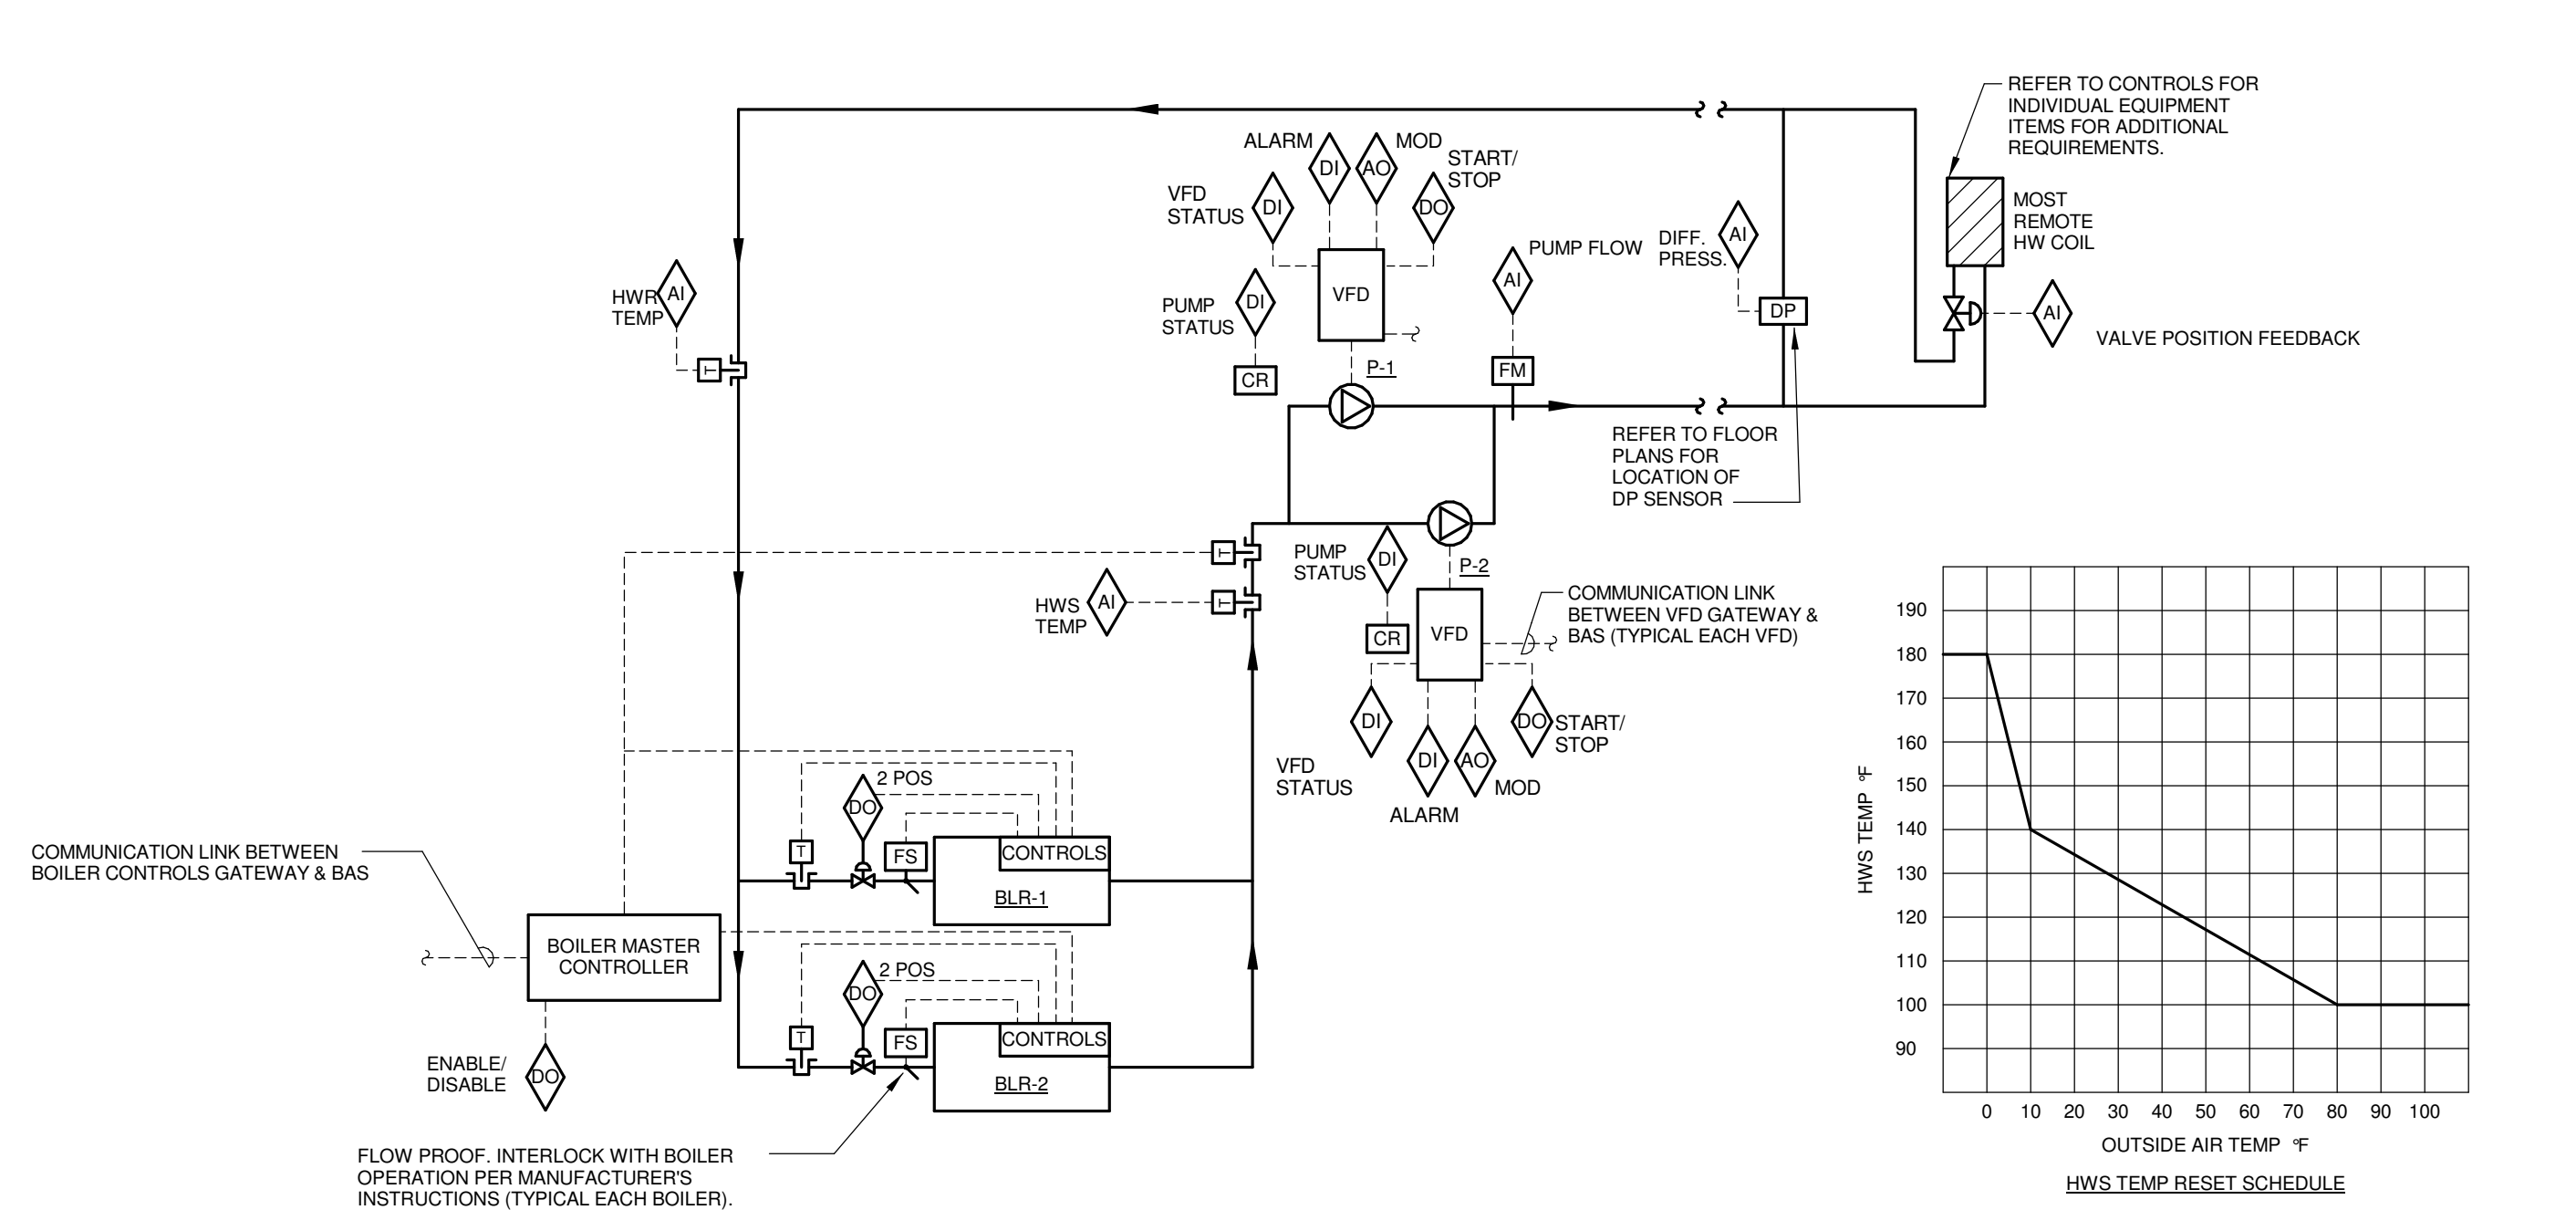 REFER TO CONTROLS FOR
INDIVIDUAL EQUIPMENT
ITEMS FOR ADDITIONAL
REQUIREMENTS.
MOST
REMOTE
HW COIL
AI
VALVE POSITION FEEDBACK
ALARM
DI
AO
MOD
START/
STOP
DO
VFD
STATUS
DI
VFD
PUMP
STATUS
DI
CR
P-1
AI
PUMP FLOW
FM
DIFF.
PRESS.
AI
DP
REFER TO FLOOR
PLANS FOR
LOCATION OF
DP SENSOR
HWR
TEMP
AI
T
T
HWS
TEMP
AI
T
PUMP
STATUS
DI
CR
P-2
VFD
COMMUNICATION LINK
BETWEEN VFD GATEWAY &
BAS (TYPICAL EACH VFD)
VFD
STATUS
DI
DI
ALARM
AO
MOD
DO
START/
STOP
2 POS
DO
T
FS
CONTROLS
BLR-1
COMMUNICATION LINK BETWEEN
BOILER CONTROLS GATEWAY & BAS
BOILER MASTER
CONTROLLER
ENABLE/
DISABLE
DO
2 POS
DO
T
FS
CONTROLS
BLR-2
FLOW PROOF. INTERLOCK WITH BOILER
OPERATION PER MANUFACTURER'S
INSTRUCTIONS (TYPICAL EACH BOILER).
HWS TEMP °F
190
180
170
160
150
140
130
120
110
100
90
0 10 20 30 40 50 60 70 80 90 100
OUTSIDE AIR TEMP °F
HWS TEMP RESET SCHEDULE